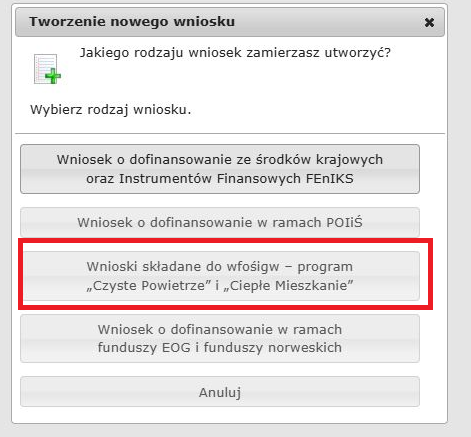 Tworzenie nowego wniosku
Jakiego rodzaju wniosek zamierzasz utworzyć?
Wybierz rodzaj wniosku.
Wniosek o dofinansowanie ze środków krajowych
oraz Instrumentów Finansowych FEnIKS
Wniosek o dofinansowanie w ramach POIiŚ
Wnioski składane do wfośigw – program
„Czyste Powietrze” i „Ciepłe Mieszkanie”
Wniosek o dofinansowanie w ramach
funduszy EOG i funduszy norweskich
Anuluj